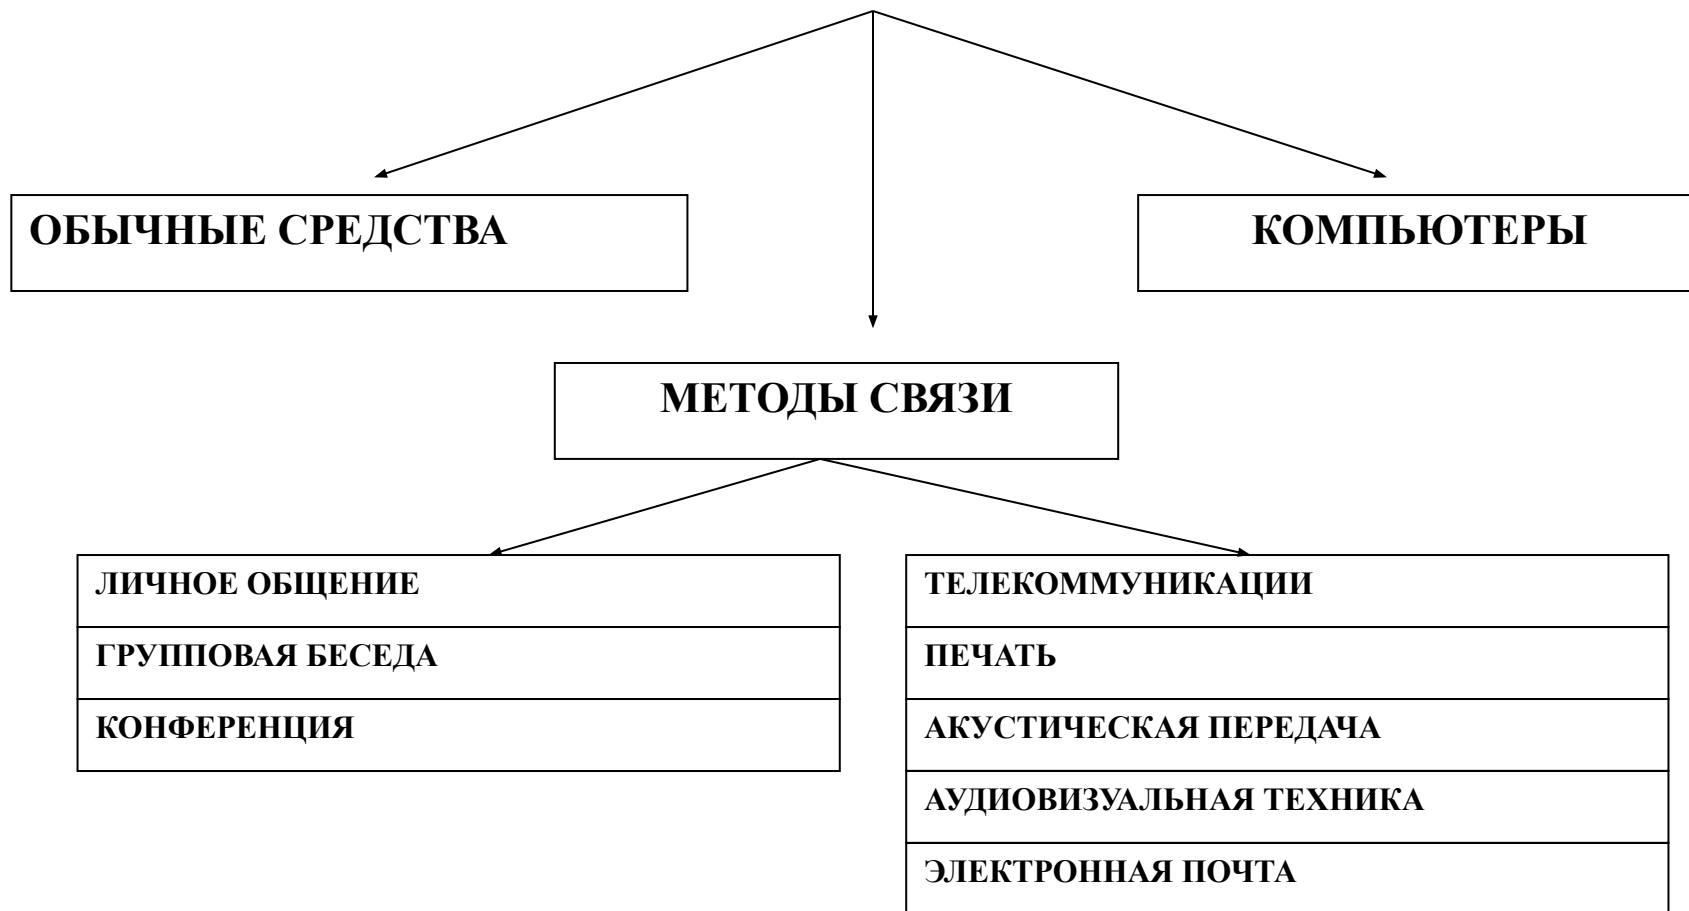 ОБЫЧНЫЕ СРЕДСТВА
КОМПЬЮТЕРЫ
МЕТОДЫ СВЯЗИ
ЛИЧНОЕ ОБЩЕНИЕ
ГРУППОВАЯ БЕСЕДА
КОНФЕРЕНЦИЯ
ТЕЛЕКОММУНИКАЦИИ
ПЕЧАТЬ
АКУСТИЧЕСКАЯ ПЕРЕДАЧА
АУДИОВИЗУАЛЬНАЯ ТЕХНИКА
ЭЛЕКТРОННАЯ ПОЧТА